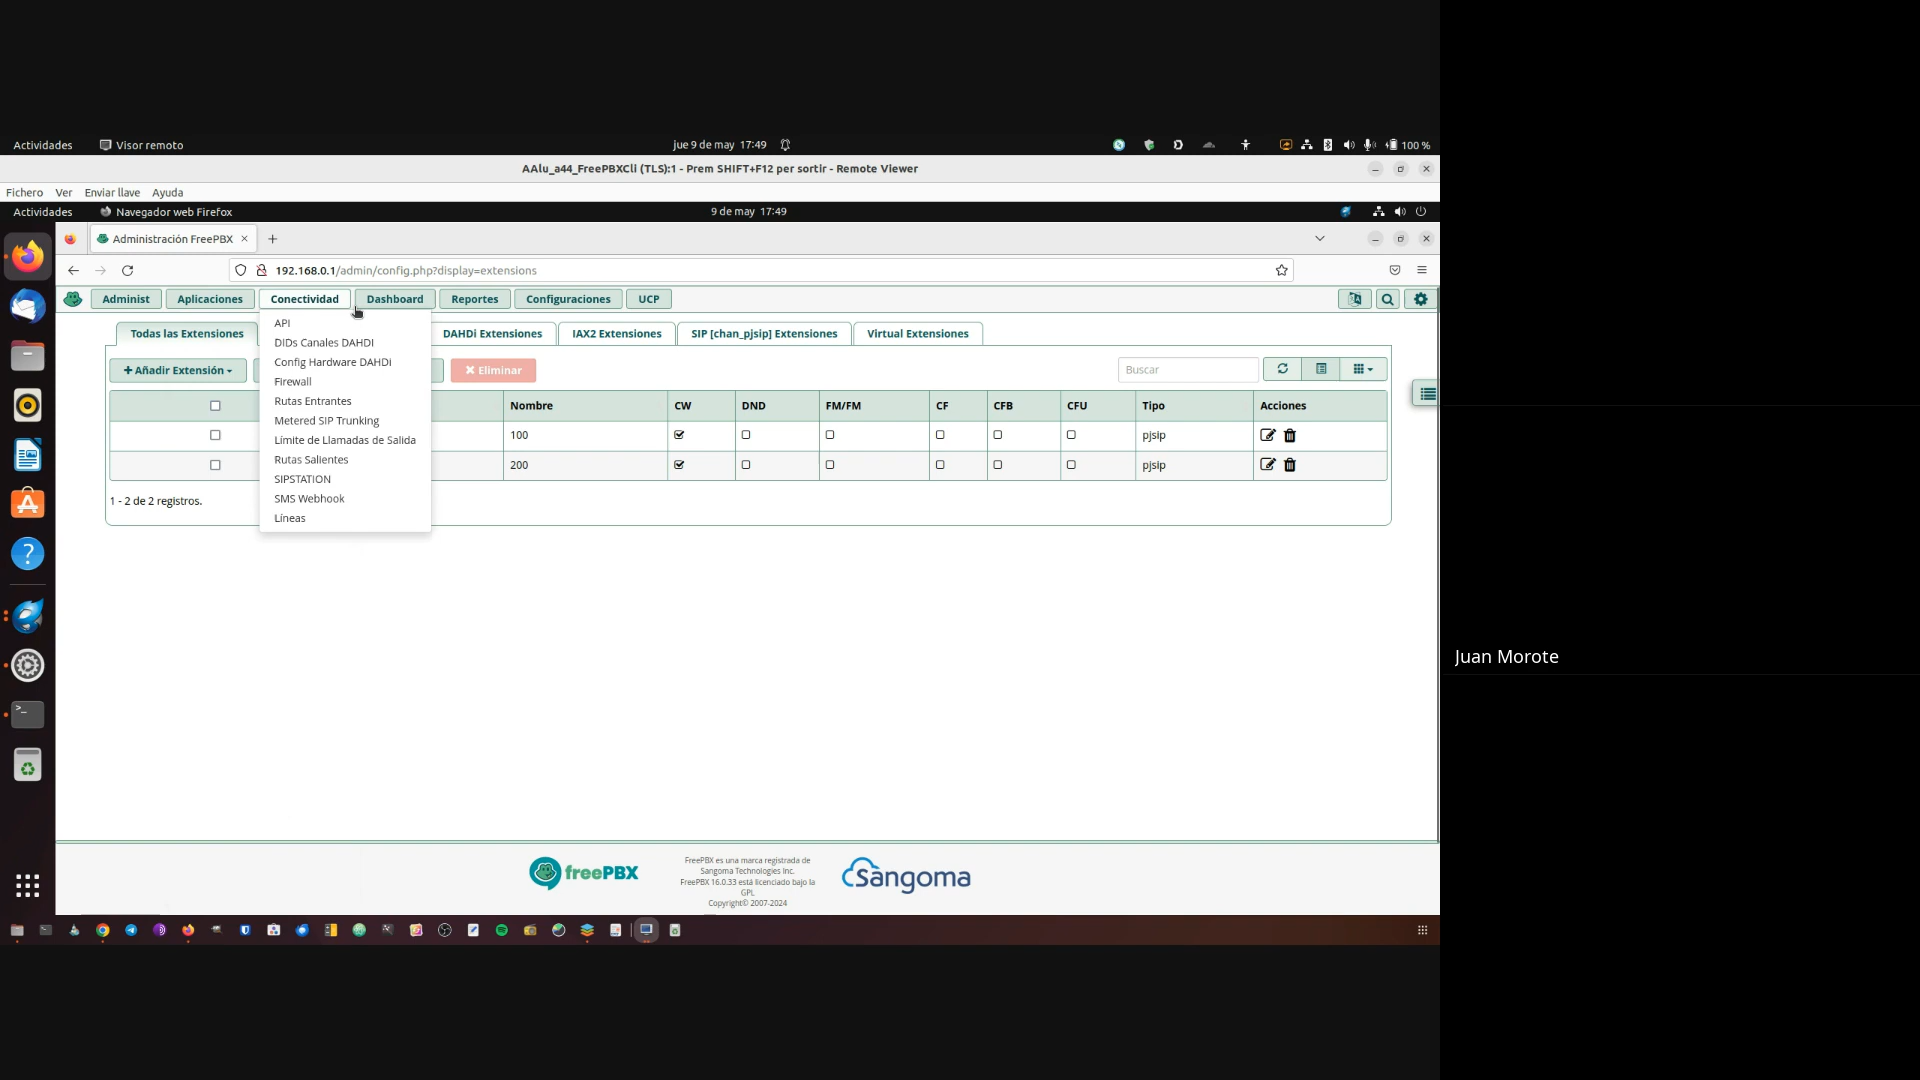 Actividades Visor remoto jue 9 de may 17:49 100 %
AAlu_a44_FreePBXCli (TLS):1 - Prem SHIFT+F12 per sortir - Remote Viewer
Fichero Ver Enviar llave Ayuda
Actividades Navegador web Firefox 9 de may 17:49
Administración FreePBX
192.168.0.1/admin/config.php?display=extensions
Administ Aplicaciones Conectividad Dashboard Reportes Configuraciones UCP
API
DIDs Canales DAHDI
Config Hardware DAHDi
Firewall
Rutas Entrantes
Metered SIP Trunking
Límite de Llamadas de Salida
Rutas Salientes
SIPSTATION
SMS Webhook
Líneas
Todas las Extensiones DAHDi Extensiones IAX2 Extensiones SIP [chan_pjsip] Extensiones Virtual Extensiones
+ Añadir Extensión Eliminar Buscar
Nombre CW DND FM/FM CF CFB CFU Tipo Acciones
100 pjsip
200 pjsip
1 - 2 de 2 registros.
freePBX
FreePBX es una marca registrada de
Sangoma Technologies Inc.
FreePBX 16.0.33 está licenciado bajo la
GPL
Copyright© 2007-2024
Sangoma
Juan Morote